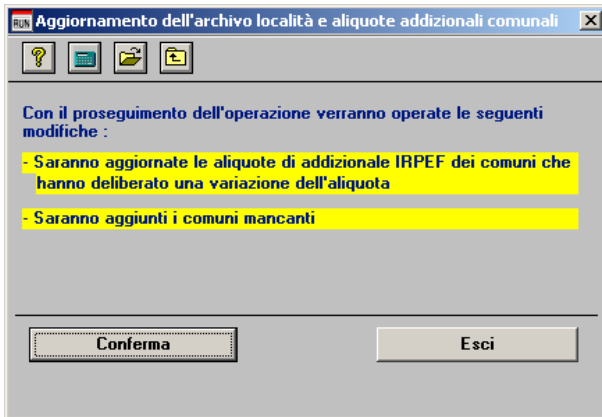 RUN Aggiornamento dell'archivo località e aliquote addizionali comunali
Con il proseguimento dell'operazione verranno operate le seguenti
modifiche :
- Saranno aggiornate le aliquote di addizionale IRPEF dei comuni che
hanno deliberato una variazione dell'aliquota
- Saranno aggiunti i comuni mancanti
Conferma
Esci